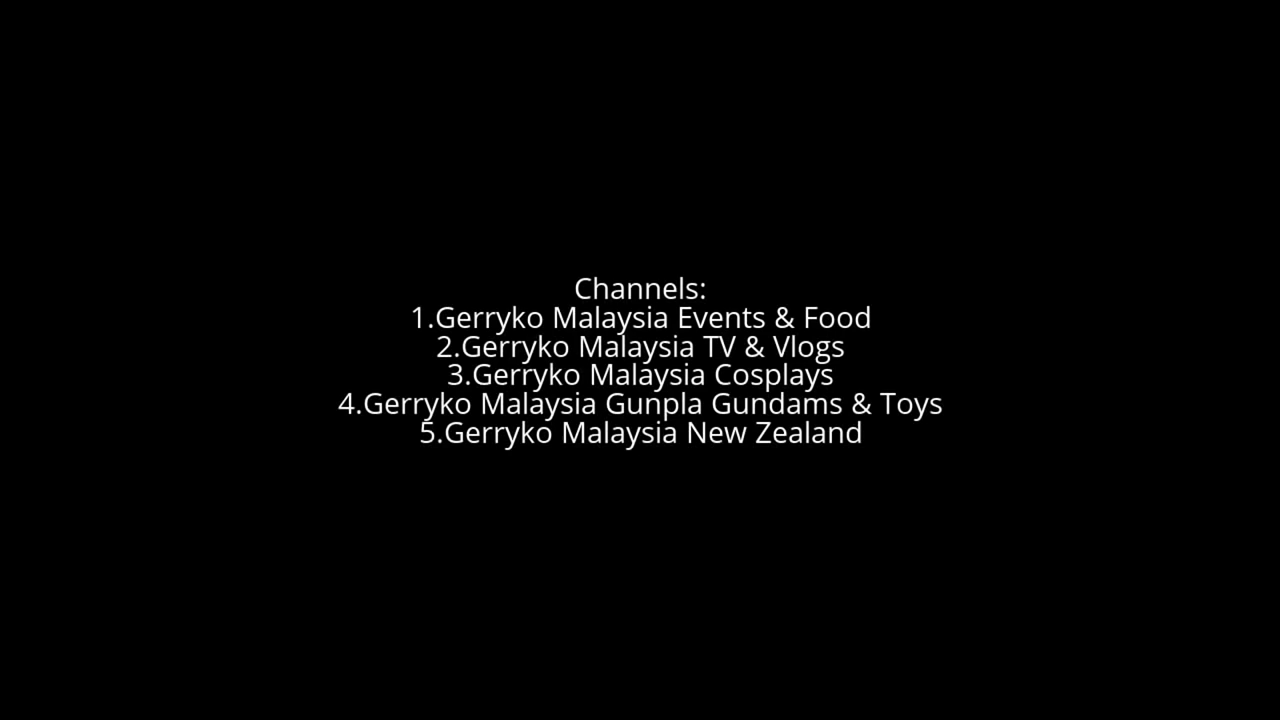 Channels:
1.Gerryko Malaysia Events & Food
2.Gerryko Malaysia TV & Vlogs
3.Gerryko Malaysia Cosplays
4.Gerryko Malaysia Gunpla Gundams & Toys
5.Gerryko Malaysia New Zealand